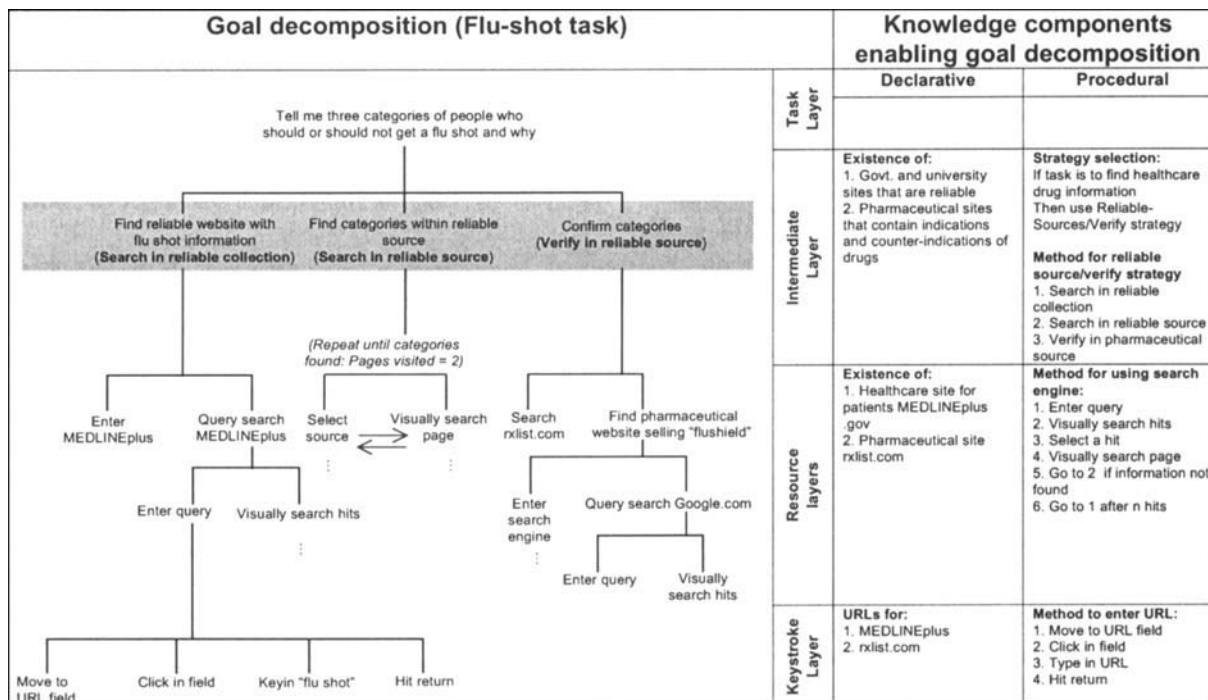 Goal decomposition (Flu-shot task)
Knowledge components
enabling goal decomposition
Declarative
Procedural
Task
Layer
Tell me three categories of people who
should or should not get a flu shot and why
Find reliable website with
flu shot information
(Search in reliable collection)
Find categories within reliable
source
(Search in reliable source)
Confirm categories
(Verify in reliable source)
(Repeat until categories
found: Pages visited = 2)
Intermediate
Layer
Existence of:
1. Govt. and university
sites that are reliable
2. Pharmaceutical sites
that contain indications
and counter-indications of
drugs
Strategy selection:
If task is to find healthcare
drug information
Then use Reliable-
Sources/Verify strategy
Method for reliable
source/verify strategy
1. Search in reliable
collection
2. Search in reliable source
3. Verify in pharmaceutical
source
Enter
MEDLINEplus
Query search
MEDLINEplus
Select
source
Visually search
page
Search
rxlist.com
Find pharmaceutical
website selling "flushield"
Enter query
Visually search hits
Enter
search
engine
Query search Google.com
Enter query
Visually
search hits
Resource
layers
Existence of:
1. Healthcare site for
patients MEDLINEplus
.gov
2. Pharmaceutical site
rxlist.com
Method for using search
engine:
1. Enter query
2. Visually search hits
3. Select a hit
4. Visually search page
5. Go to 2 if information not
found
6. Go to 1 after n hits
Move to
URL field
Click in field
Keyin "flu shot"
Hit return
Keystroke
Layer
URLs for:
1. MEDLINEplus
2. rxlist.com
Method to enter URL:
1. Move to URL field
2. Click in field
3. Type in URL
4. Hit return